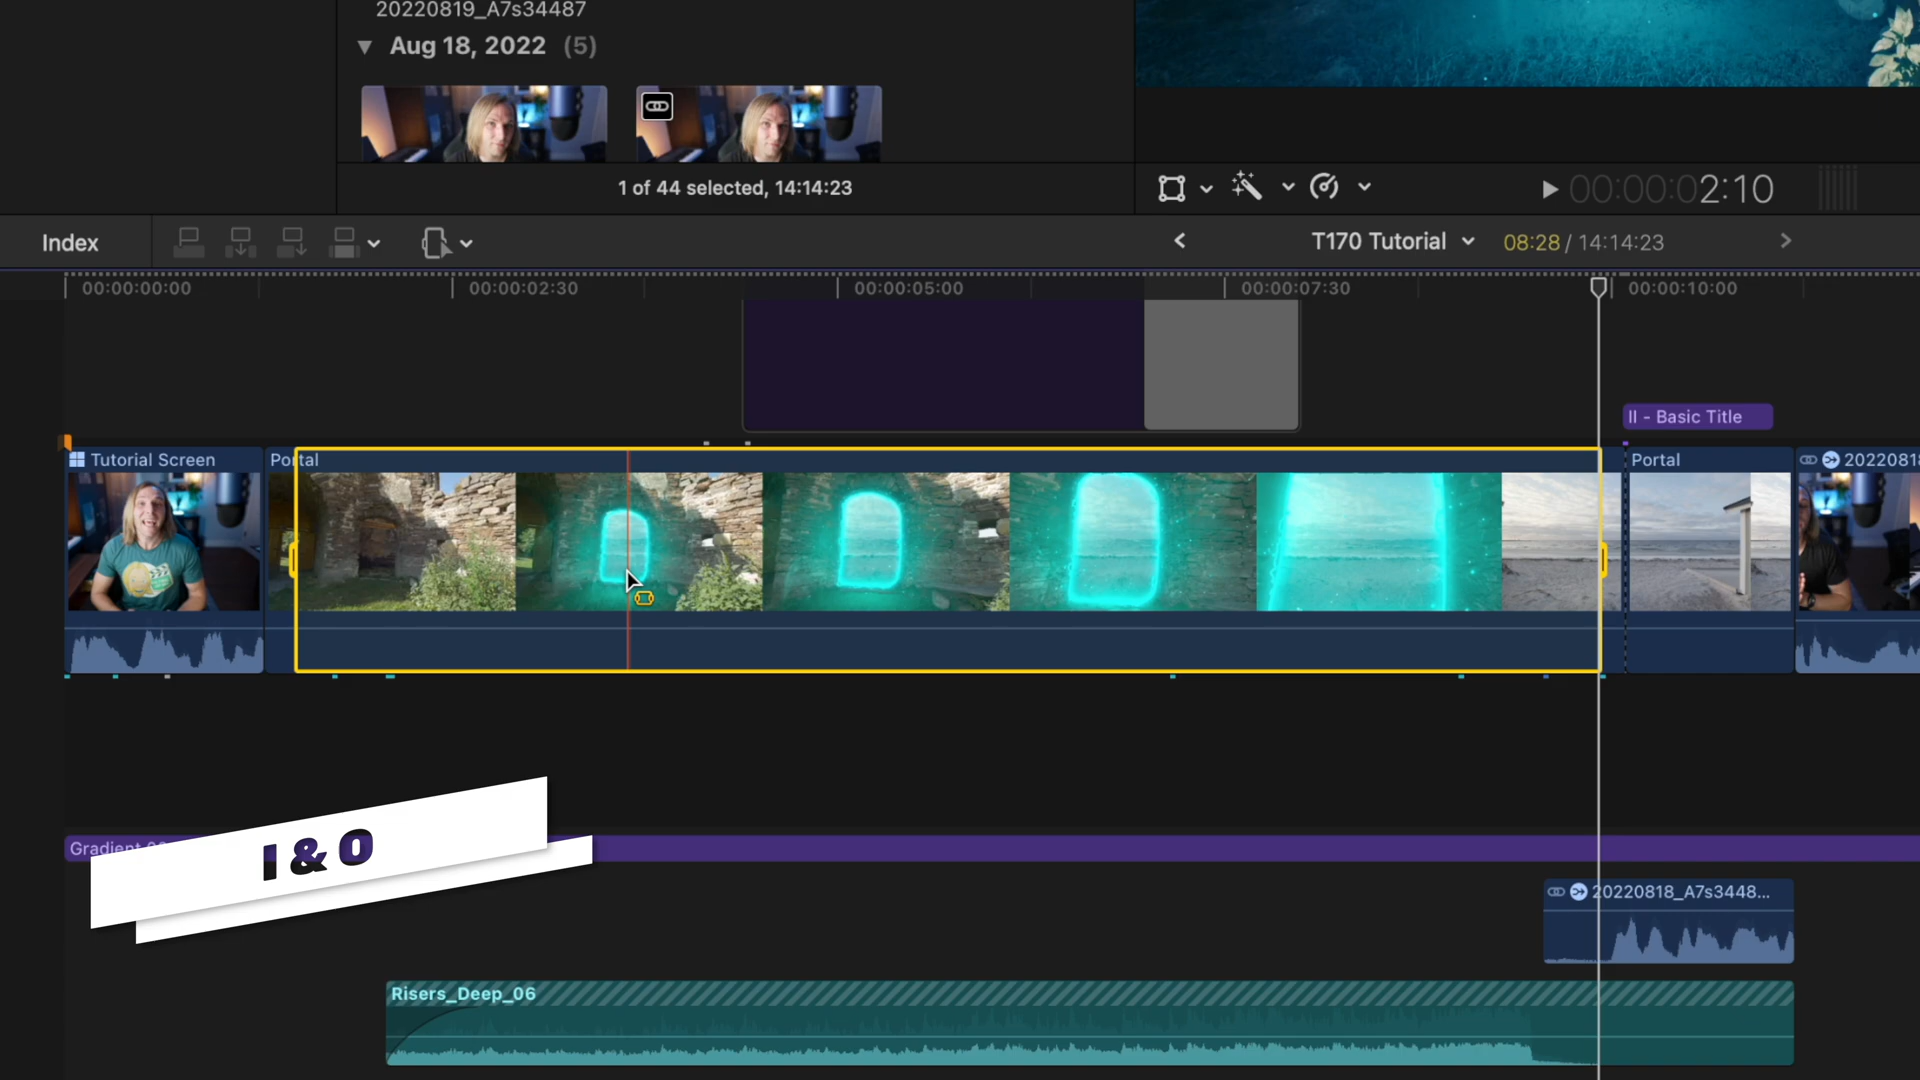 20220819_A7s34487
Aug 18, 2022 (5)
1 of 44 selected, 14:14:23
00:00:02:10
Index
T170 Tutorial
08:28 / 14:14:23
00:00:00:00
00:00:02:30
00:00:05:00
00:00:07:30
00:00:10:00
II - Basic Title
Tutorial Screen
Portal
Portal
2022081
Gradient
I & O
20220818_A7s3448...
Risers_Deep_06